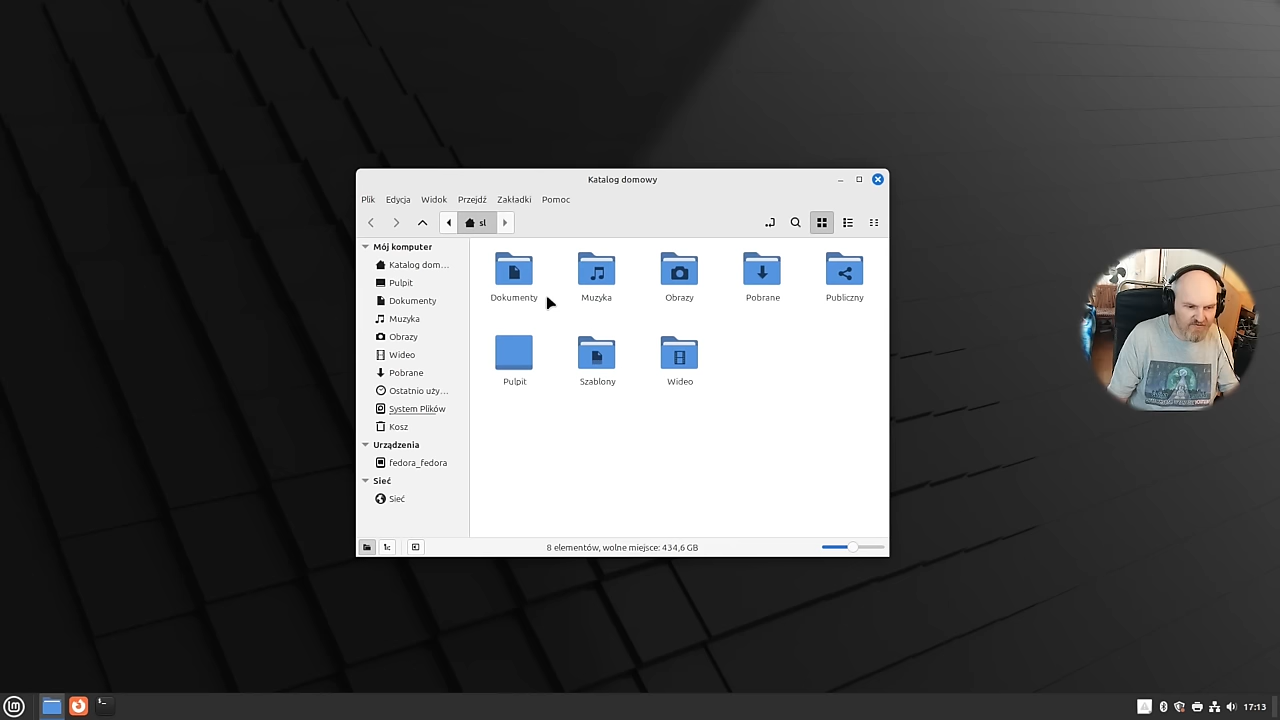 Katalog domowy
Plik Edycja Widok Przejdź Zakładki Pomoc
sl
Mój komputer
Katalog dom...
Pulpit
Dokumenty
Muzyka
Obrazy
Wideo
Pobrane
Ostatnio uży...
System Plików
Kosz
Urządzenia
fedora_fedora
Sieć
Sieć
Dokumenty Muzyka Obrazy Pobrane Publiczny
Pulpit Szablony Wideo
8 elementów, wolne miejsce: 434,6 GB
17:13